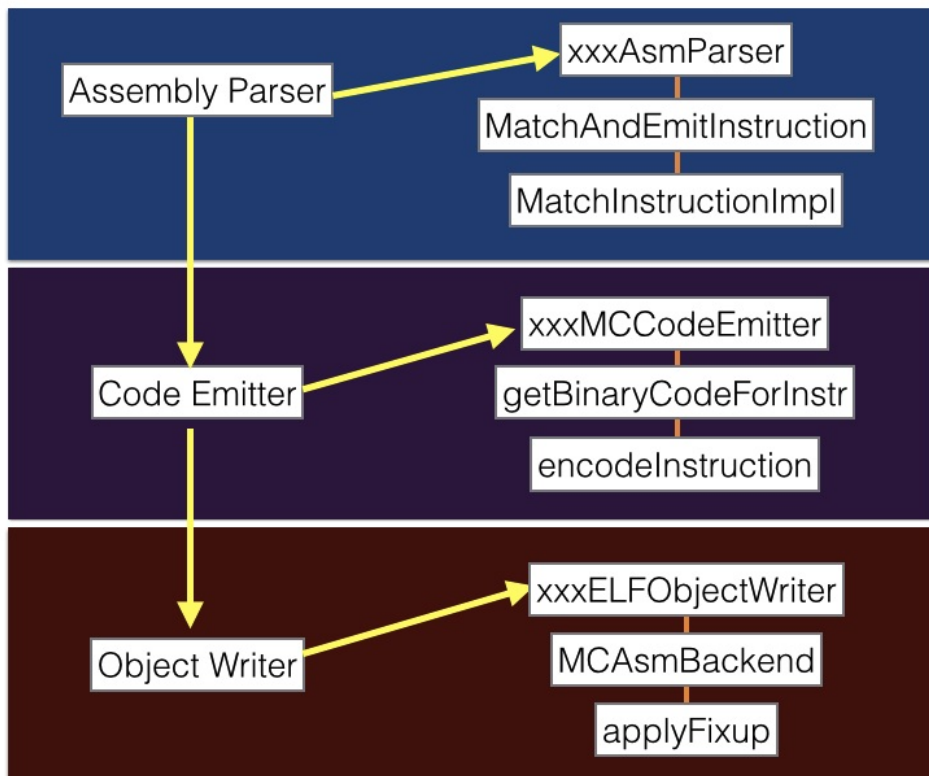 Assembly Parser
xxxAsmParser
MatchAndEmitInstruction
MatchInstructionImpl
Code Emitter
xxxMCCodeEmitter
getBinaryCodeForInstr
encodeInstruction
Object Writer
xxxELFObjectWriter
MCAsmBackend
applyFixup